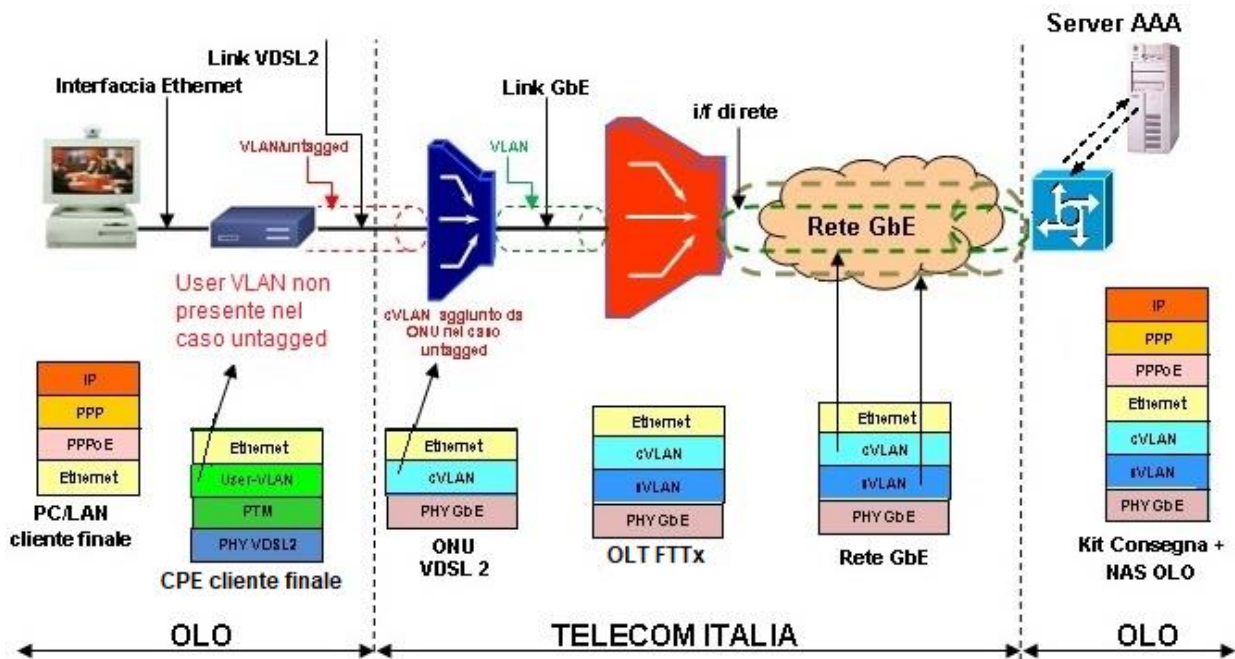 Server AAA
Link VDSL2
Interfaccia Ethernet
Link GbE
i/f di rete
VLAN/untagged
VLAN
Rete GbE
User VLAN non
presente nel
caso untagged
cVLAN aggiunto da
ONU nel caso
untagged
IP
PPP
PPPoE
Ethernet
PC/LAN
cliente finale
Ethernet
User-VLAN
PTM
PHY VDSL2
CPE cliente finale
Ethernet
cVLAN
PHY GbE
ONU
VDSL 2
Ethernet
cVLAN
sVLAN
PHY GbE
OLT FTTx
Ethernet
cVLAN
sVLAN
PHY GbE
Rete GbE
IP
PPP
PPPoE
Ethernet
cVLAN
sVLAN
PHY GbE
Kit Consegna +
NAS OLO
OLO
TELECOM ITALIA
OLO